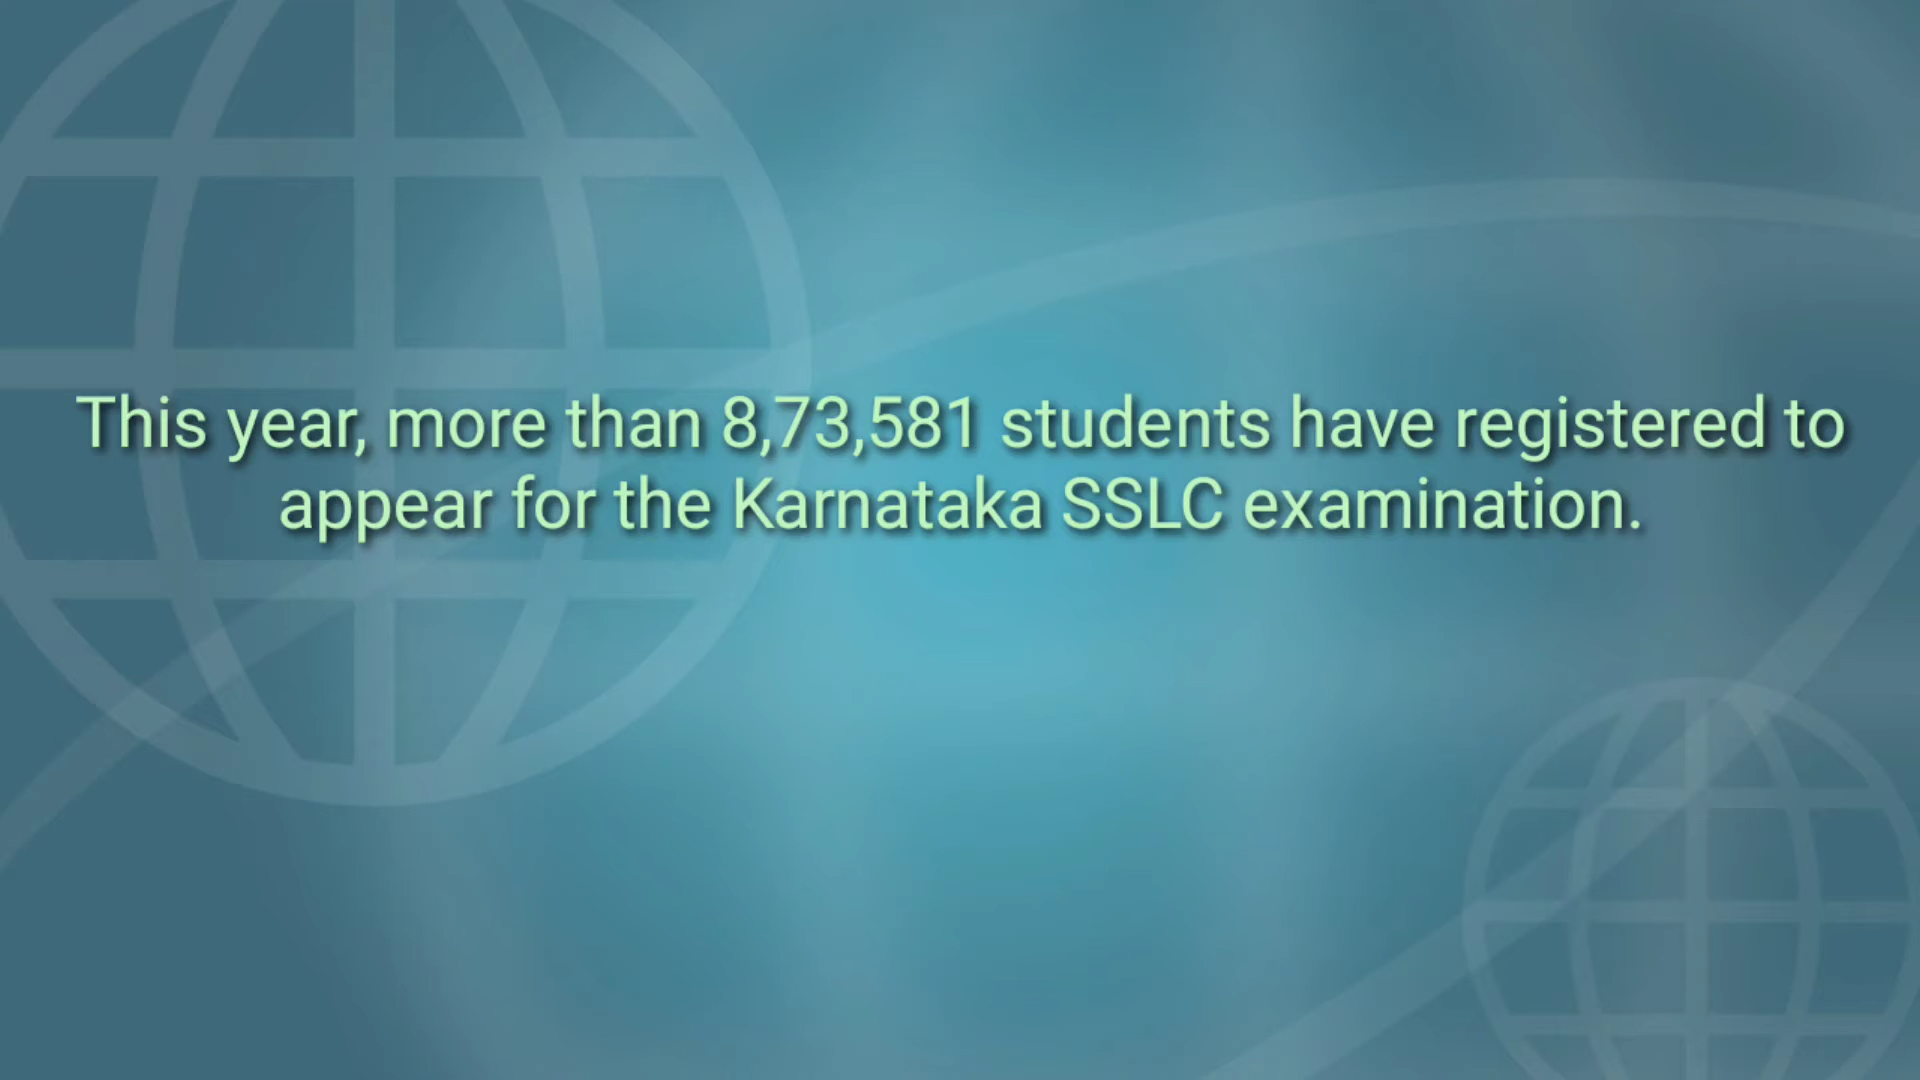 This year, more than 8,73,581 students have registered to
appear for the Karnataka SSLC examination.